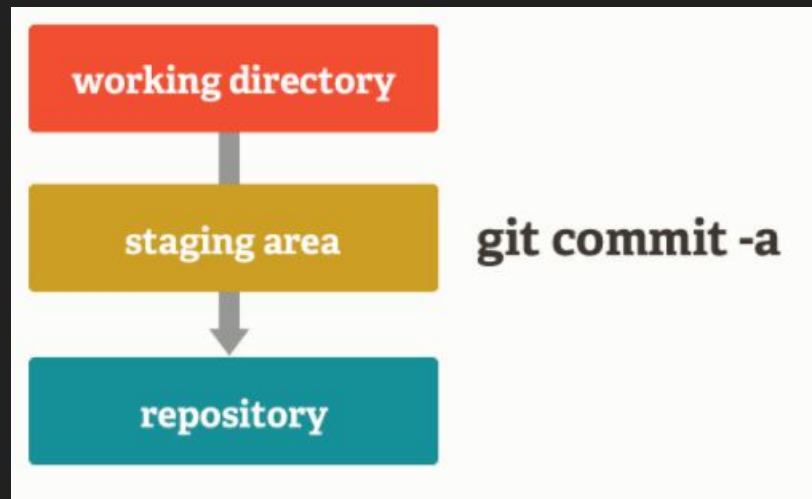 working directory
staging area
git commit -a
repository